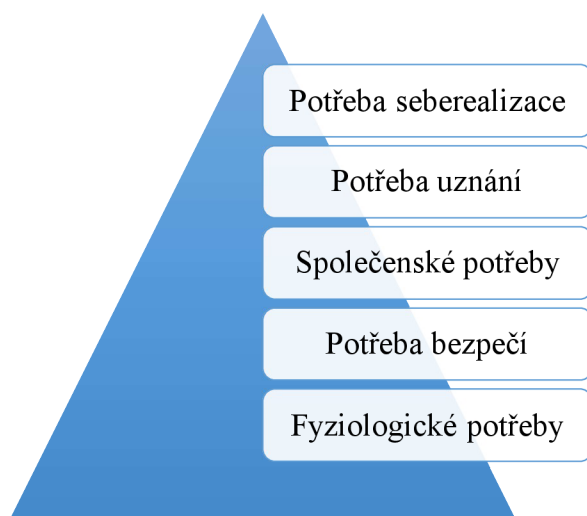 Potřeba seberealizace
Potřeba uznání
Společenské potřeby
Potřeba bezpečí
Fyziologické potřeby